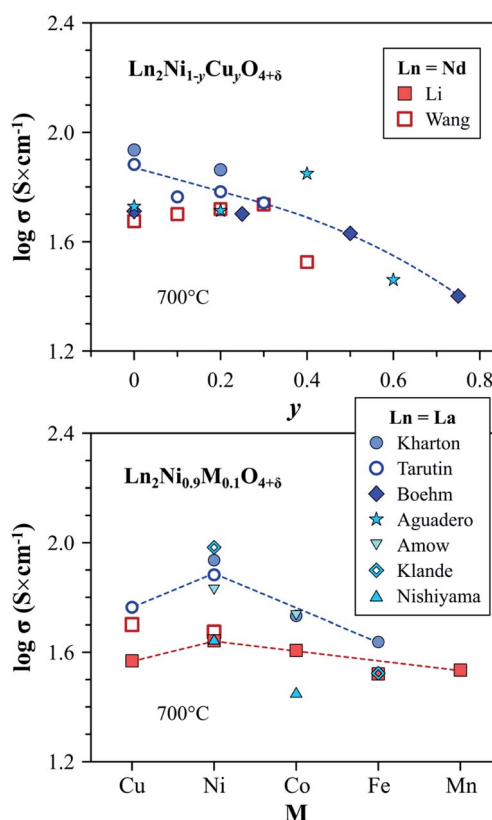 Ln₂Ni₁₋yCuyO₄₊δ
Ln = Nd
Li
Wang
log σ (S×cm⁻¹)
2.4
2.0
1.6
1.2
700°C
0
0.2
0.4
0.6
0.8
y
Ln = La
Kharton
Tarutin
Boehm
Aguadero
Amow
Klande
Nishiyama
Ln₂Ni₀.₉M₀.₁O₄₊δ
log σ (S×cm⁻¹)
2.4
2.0
1.6
1.2
700°C
Cu
Ni
Co
Fe
Mn
M